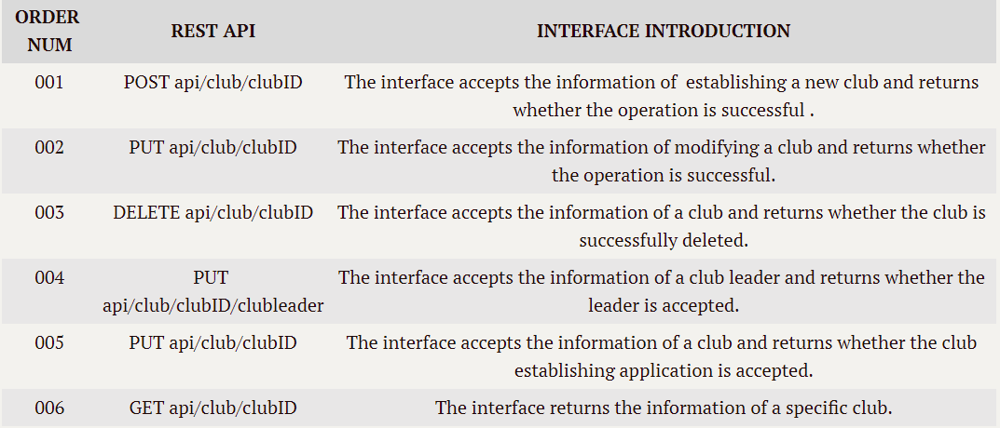 ORDER NUM REST API INTERFACE INTRODUCTION
001 POST api/club/clubID The interface accepts the information of establishing a new club and returns
whether the operation is successful .
002 PUT api/club/clubID The interface accepts the information of modifying a club and returns whether
the operation is successful.
003 DELETE api/club/clubID The interface accepts the information of a club and returns whether the club is
successfully deleted.
004 PUT The interface accepts the information of a club leader and returns whether the
api/club/clubID/clubleader leader is accepted.
005 PUT api/club/clubID The interface accepts the information of a club and returns whether the club
establishing application is accepted.
006 GET api/club/clubID The interface returns the information of a specific club.